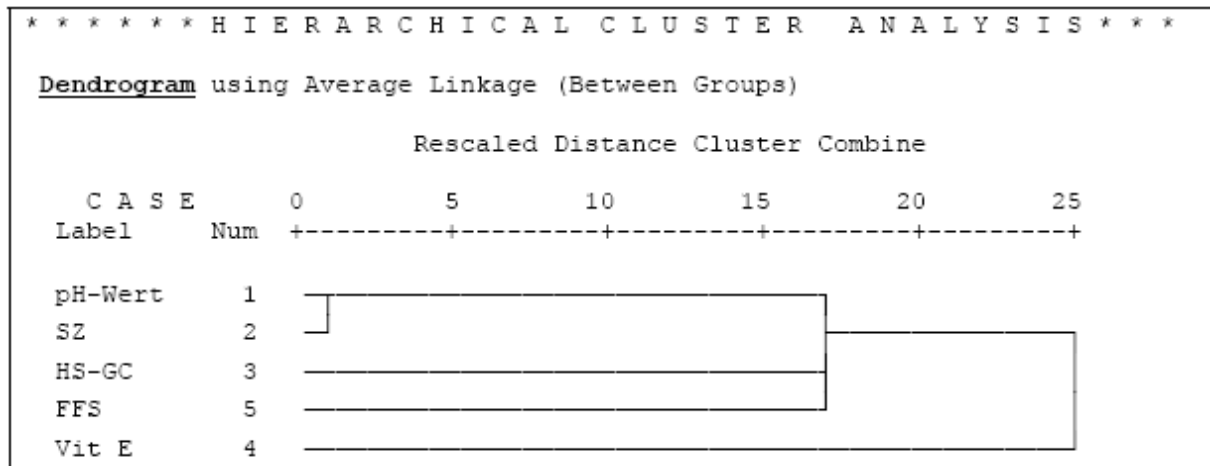 * * * * * * H I E R A R C H I C A L  C L U S T E R   A N A L Y S I S * * *
Dendrogram using Average Linkage (Between Groups)
Rescaled Distance Cluster Combine
C A S E 0 5 10 15 20 25
Label Num +---------+---------+---------+---------+---------+
pH-Wert 1
SZ 2
HS-GC 3
FFS 5
Vit E 4